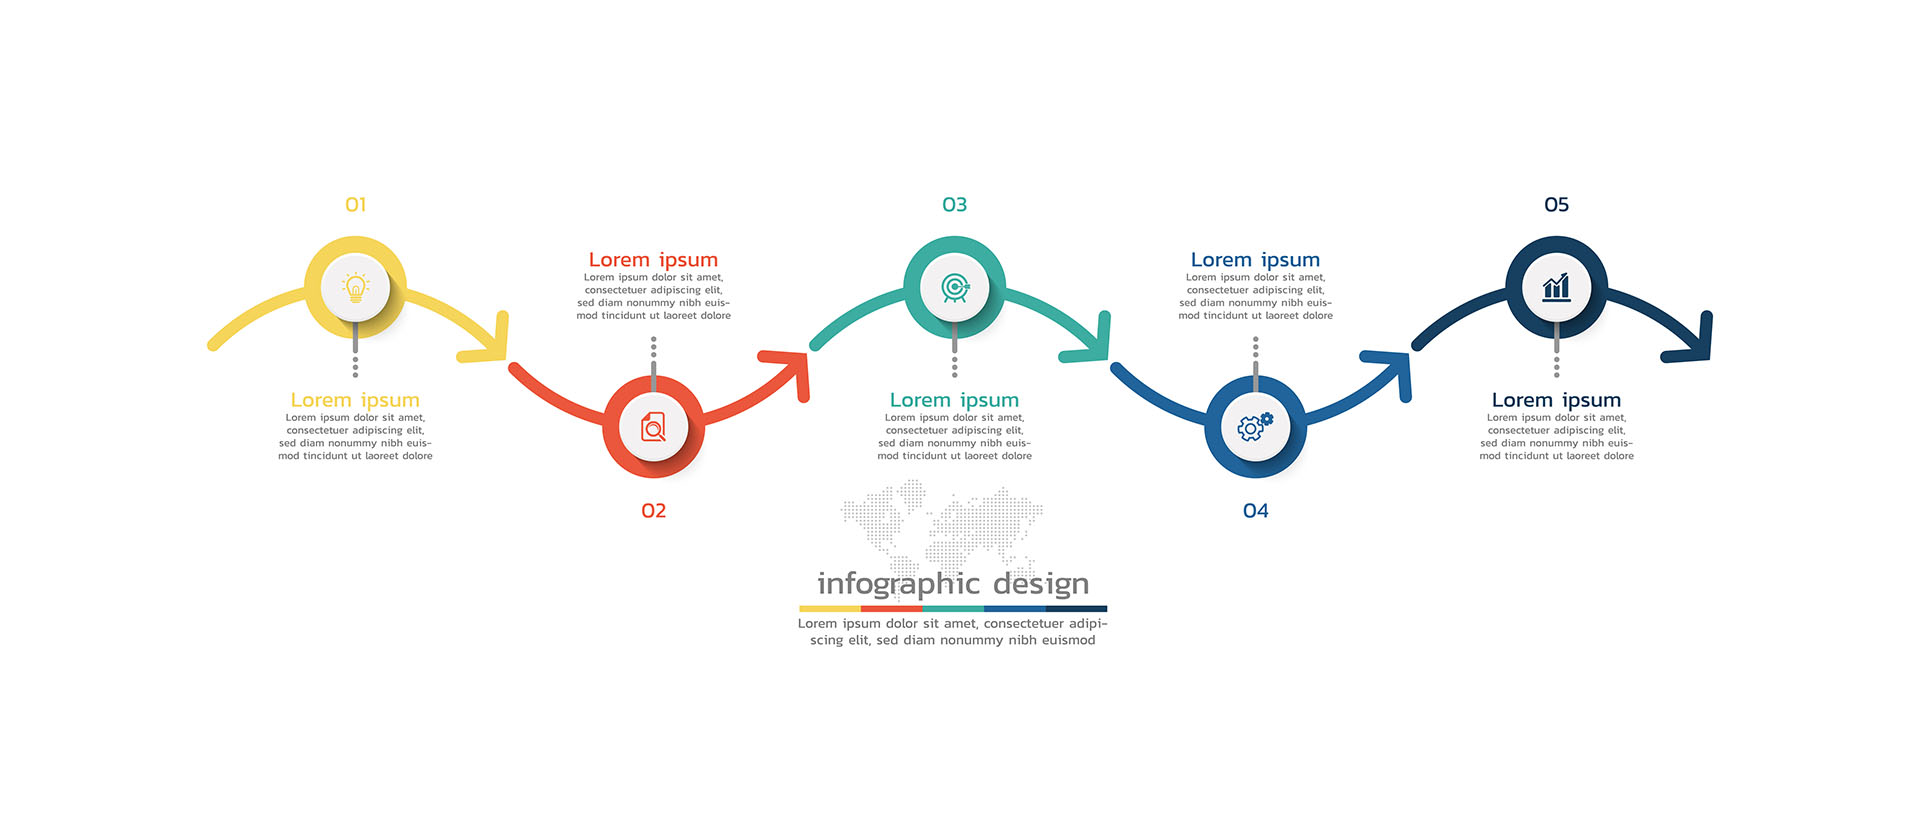 01
Lorem ipsum
Lorem ipsum dolor sit amet,
consectetuer adipiscing elit,
sed diam nonummy nibh euis-
mod tincidunt ut laoreet dolore
Lorem ipsum
Lorem ipsum dolor sit amet,
consectetuer adipiscing elit,
sed diam nonummy nibh euis-
mod tincidunt ut laoreet dolore
02
03
Lorem ipsum
Lorem ipsum dolor sit amet,
consectetuer adipiscing elit,
sed diam nonummy nibh euis-
mod tincidunt ut laoreet dolore
Lorem ipsum
Lorem ipsum dolor sit amet,
consectetuer adipiscing elit,
sed diam nonummy nibh euis-
mod tincidunt ut laoreet dolore
04
05
Lorem ipsum
Lorem ipsum dolor sit amet,
consectetuer adipiscing elit,
sed diam nonummy nibh euis-
mod tincidunt ut laoreet dolore
infographic design
Lorem ipsum dolor sit amet, consectetuer adipi-
scing elit, sed diam nonummy nibh euismod